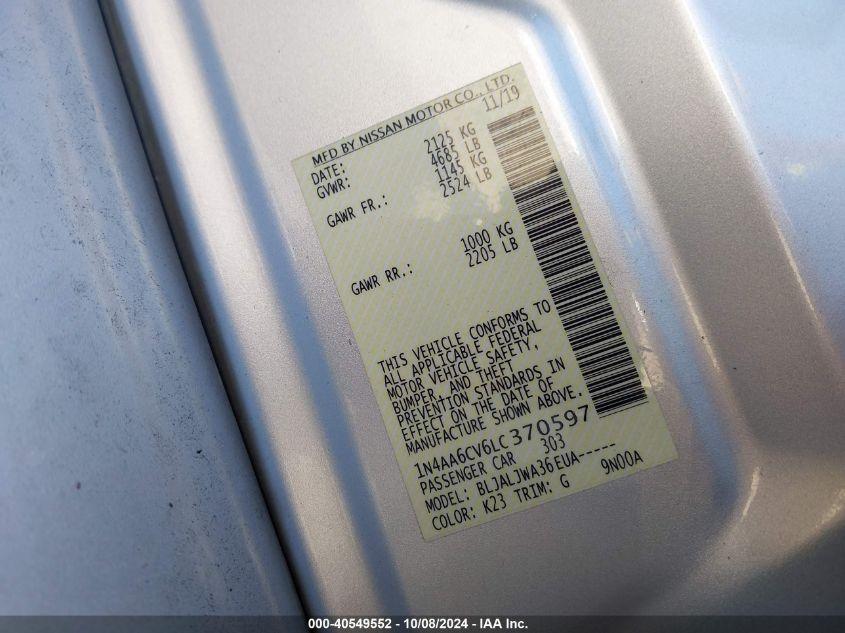 MFD BY NISSAN MOTOR CO., LTD.
DATE: 11/19
GVWR: 2125 KG
4685 LB
GAWR FR.: 1145 KG
2524 LB
GAWR RR.: 1000 KG
2205 LB
THIS VEHICLE CONFORMS TO
ALL APPLICABLE FEDERAL
MOTOR VEHICLE SAFETY,
BUMPER, AND THEFT
PREVENTION STANDARDS IN
EFFECT ON THE DATE OF
MANUFACTURE SHOWN ABOVE.
1N4AA6CV6LC370597
PASSENGER CAR 303
MODEL: BLJALJWA36EUA-----
COLOR: K23 TRIM: G 9N00A
000-40549552 - 10/08/2024 - IAA Inc.